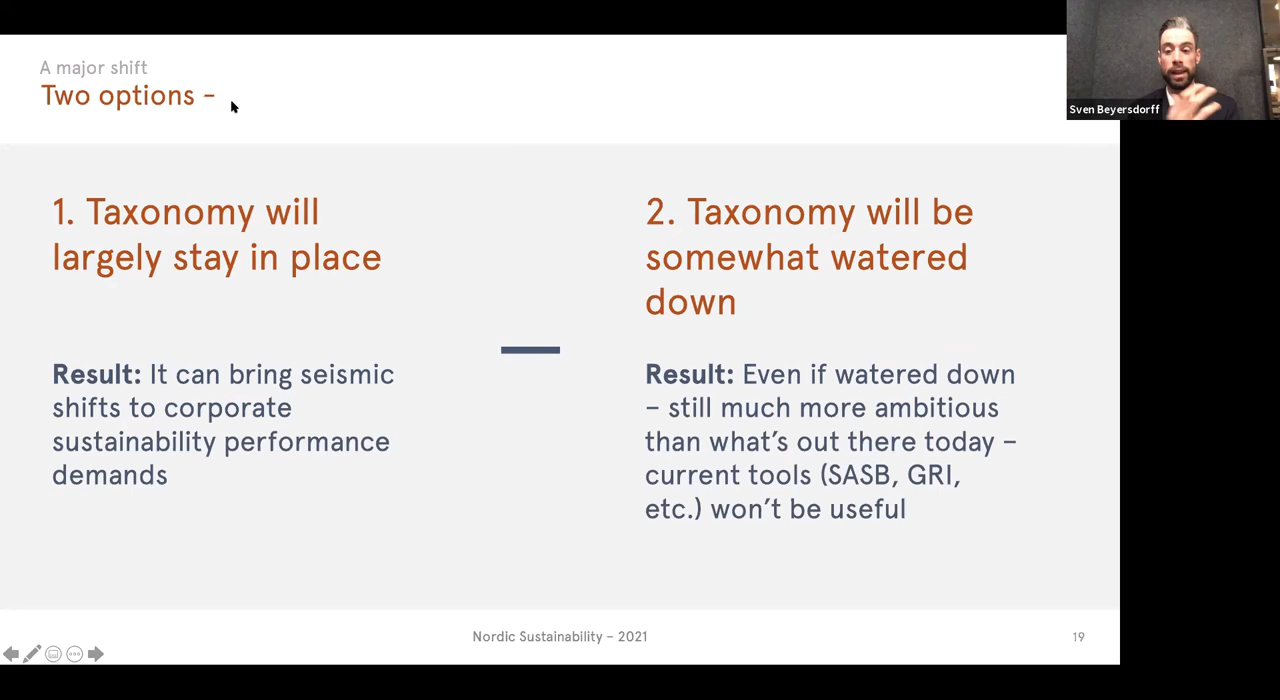 A major shift
Two options –
Sven Beyersdorff
1. Taxonomy will
largely stay in place
Result: It can bring seismic
shifts to corporate
sustainability performance
demands
2. Taxonomy will be
somewhat watered
down
Result: Even if watered down
– still much more ambitious
than what’s out there today –
current tools (SASB, GRI,
etc.) won’t be useful
Nordic Sustainability – 2021
19